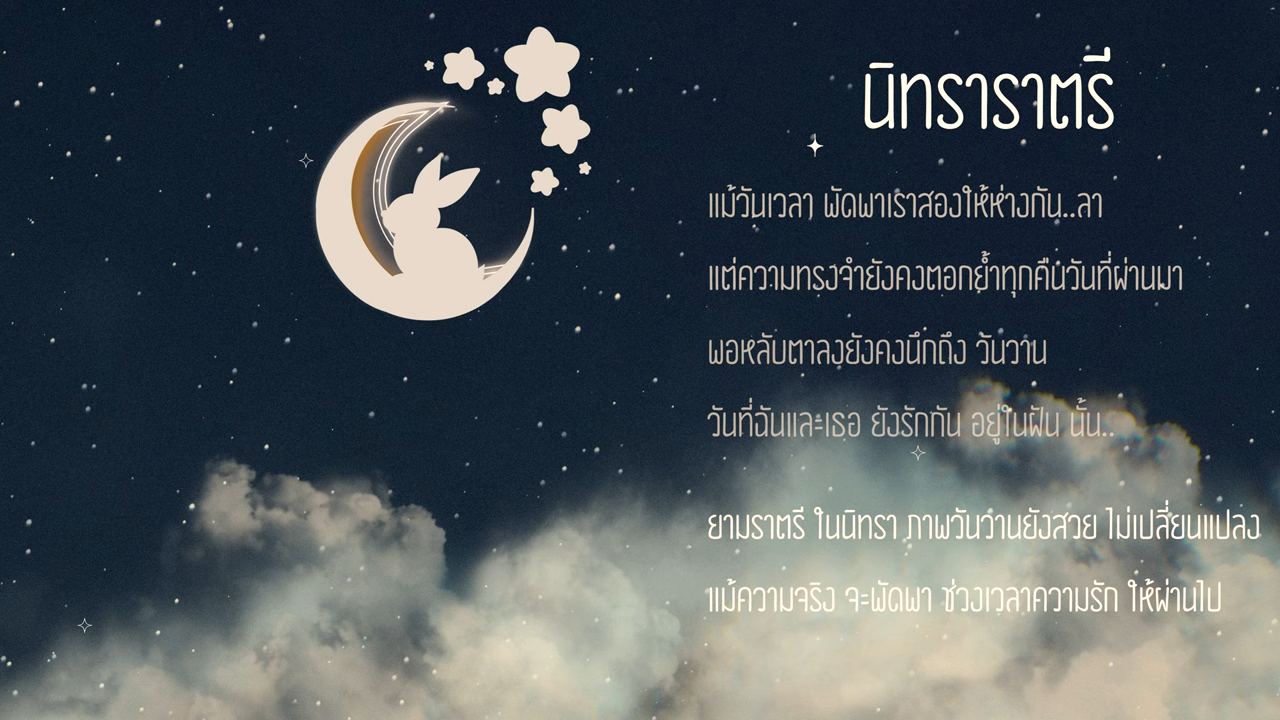 นิทราราตรี
แม้วันเวลา พัดพาเราสองให้ห่างกัน..ลา
แต่ความทรงจำยังคงตอกย้ำทุกคืนวันที่ผ่านมา
พอหลับตาลงยังคงนึกถึง วันวาน
วันที่ฉันและเธอ ยังรักกัน อยู่ในฝัน นั้น..
ยามราตรี ในนิทรา ภาพวันวานยังสวย ไม่เปลี่ยนแปลง
แม้ความจริง จะพัดพา ช่วงเวลาความรัก ให้ผ่านไป